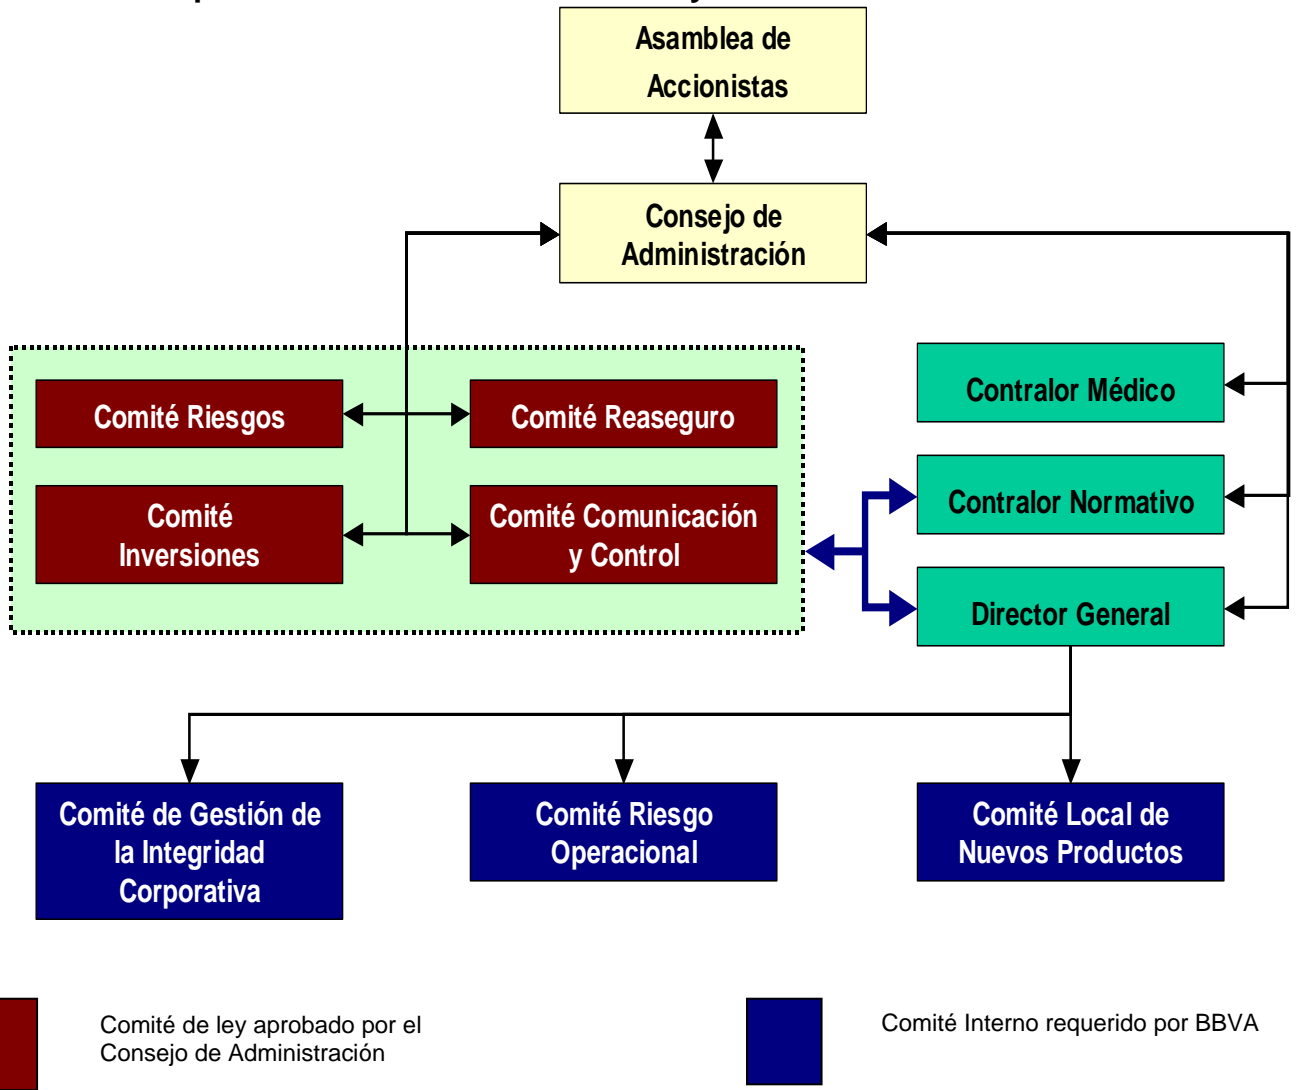 Asamblea de
Accionistas
Consejo de
Administración
Comité Riesgos
Comité Reaseguro
Contralor Médico
Comité
Inversiones
Comité Comunicación
y Control
Contralor Normativo
Director General
Comité de Gestión de
la Integridad
Corporativa
Comité Riesgo
Operacional
Comité Local de
Nuevos Productos
Comité de ley aprobado por el
Consejo de Administración
Comité Interno requerido por BBVA